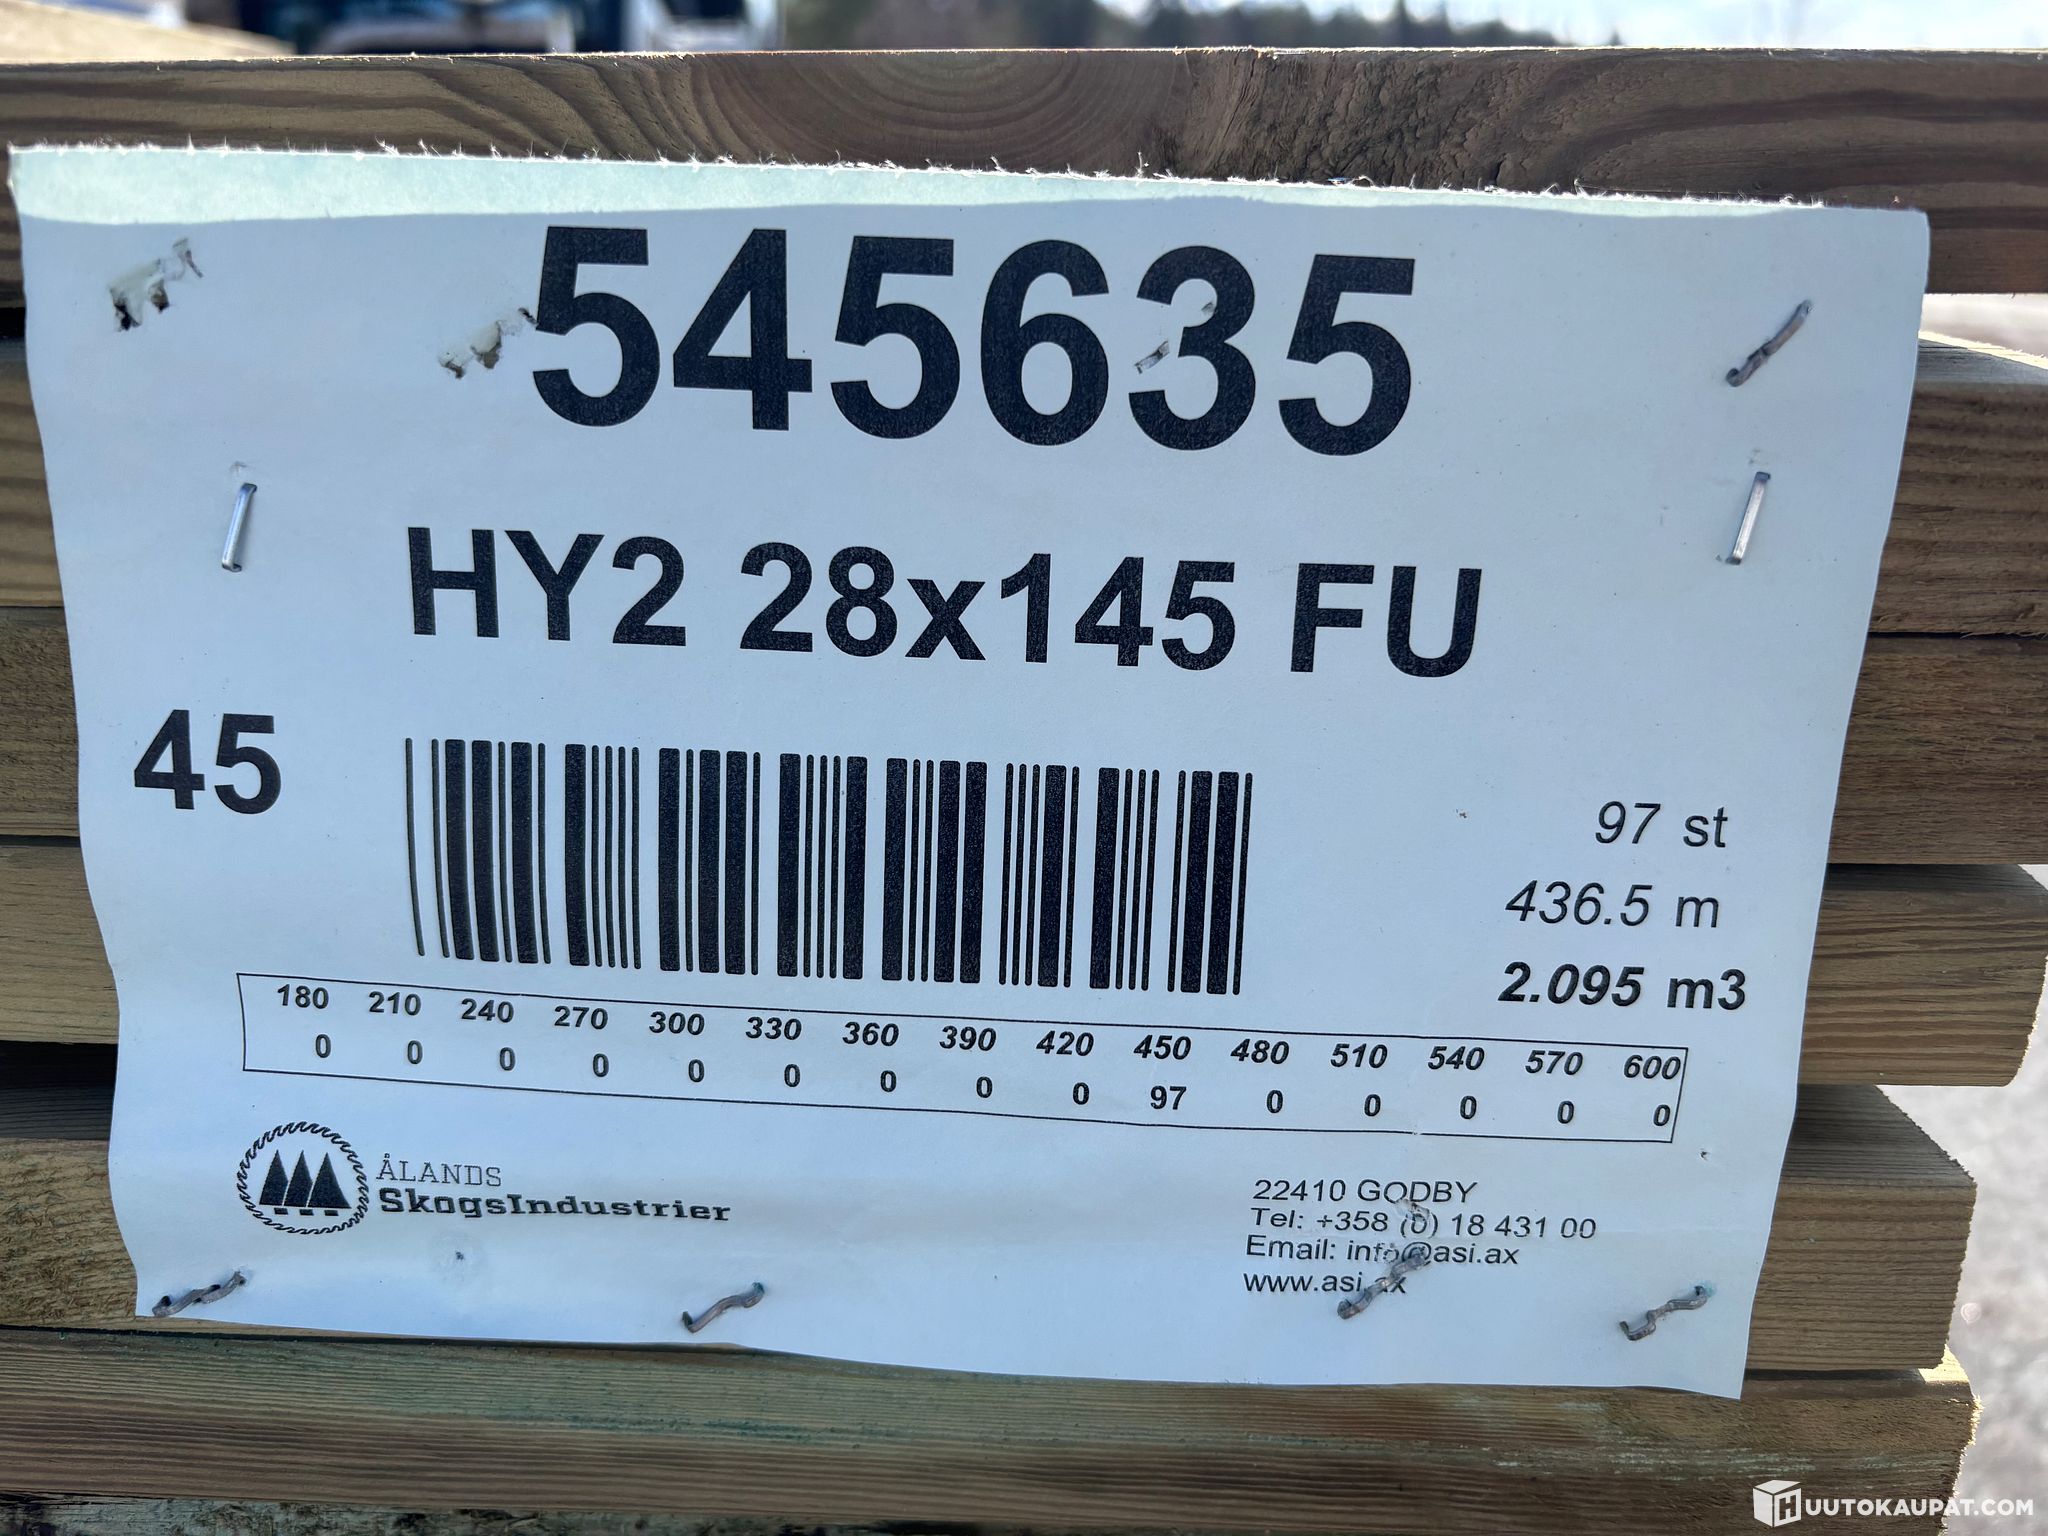 545635
HY2 28x145 FU
45
97 st
436.5 m
2.095 m3
180 210 240 270 300 330 360 390 420 450 480 510 540 570 600
0 0 0 0 0 0 0 0 0 97 0 0 0 0 0
ÅLANDS
SkogsIndustrier
22410 GODBY
Tel: +358 (0) 18 431 00
Email: info@asi.ax
www.asi.ax
HUUTOKAUPAT.COM